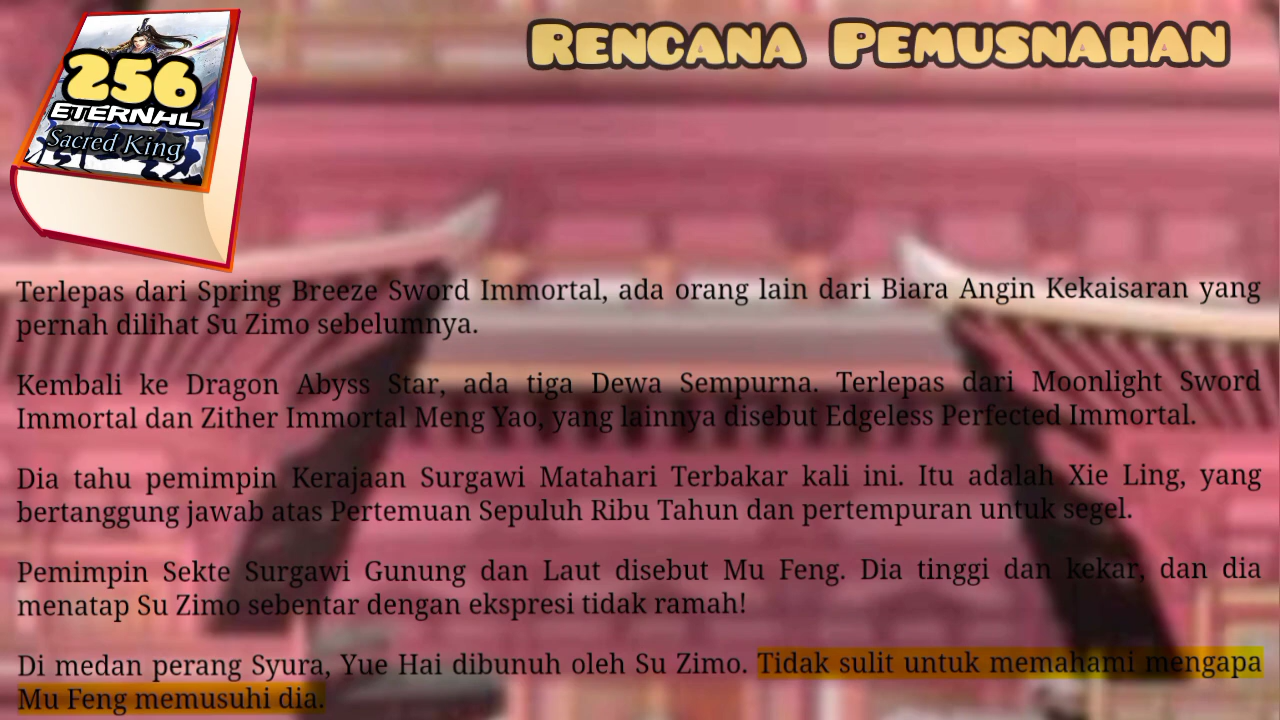 256
ETERNAL
Sacred King
Rencana Pemusnahan
Terlepas dari Spring Breeze Sword Immortal, ada orang lain dari Biara Angin Kekaisaran yang
pernah dilihat Su Zimo sebelumnya.
Kembali ke Dragon Abyss Star, ada tiga Dewa Sempurna. Terlepas dari Moonlight Sword
Immortal dan Zither Immortal Meng Yao, yang lainnya disebut Edgeless Perfected Immortal.
Dia tahu pemimpin Kerajaan Surgawi Matahari Terbakar kali ini. Itu adalah Xie Ling, yang
bertanggung jawab atas Pertemuan Sepuluh Ribu Tahun dan pertempuran untuk segel.
Pemimpin Sekte Surgawi Gunung dan Laut disebut Mu Feng. Dia tinggi dan kekar, dan dia
menatap Su Zimo sebentar dengan ekspresi tidak ramah!
Di medan perang Syura, Yue Hai dibunuh oleh Su Zimo. Tidak sulit untuk memahami mengapa
Mu Feng memusuhi dia.